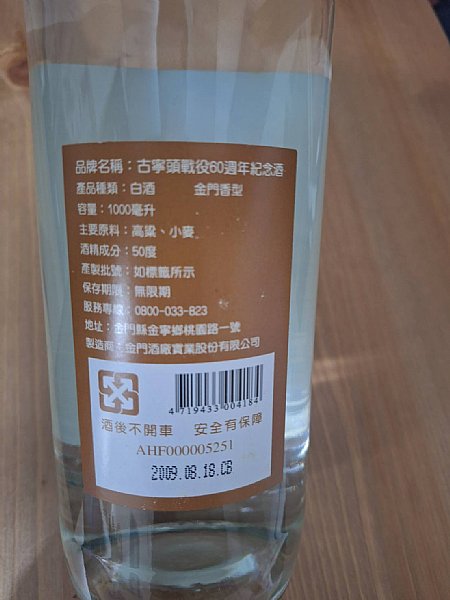 品牌名稱：古寧頭戰役60週年紀念酒
產品種類：白酒 金門香型
容量：1000毫升
主要原料：高粱、小麥
酒精成分：50度
產製批號：如標籤所示
保存期限：無限期
服務專線：0800-033-823
地址：金門縣金寧鄉桃園路一號
製造商：金門酒廠實業股份有限公司
4 719433 004184
酒後不開車 安全有保障
AHF000005251
2009.08.18.CB